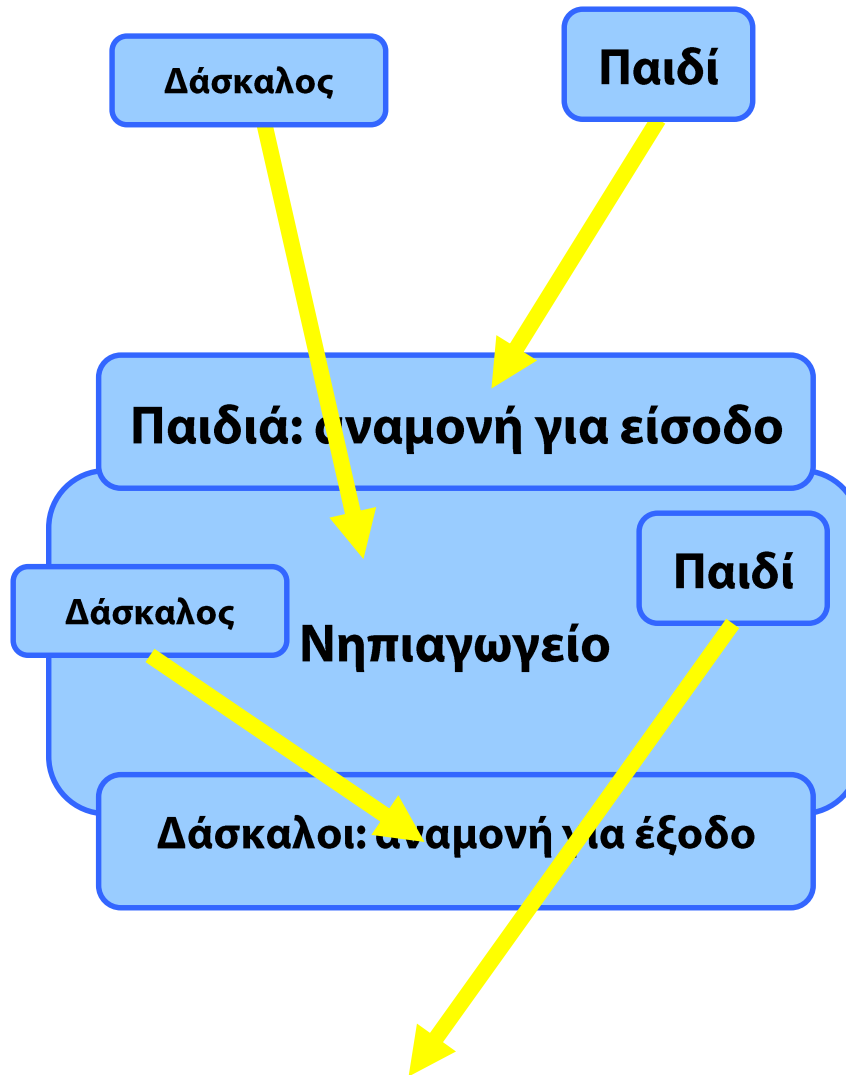 Δάσκαλος
Παιδί
Παιδιά: αναμονή για είσοδο
Παιδί
Δάσκαλος
Νηπιαγωγείο
Δάσκαλοι: αναμονή για έξοδο